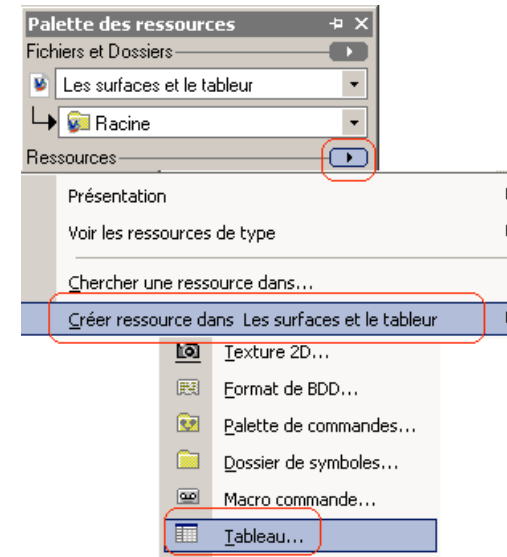 Palette des ressources
Fichiers et Dossiers
Les surfaces et le tableur
Racine
Ressources
Présentation
Voir les ressources de type
Chercher une ressource dans...
Créer ressource dans Les surfaces et le tableur
Texture 2D...
Format de BDD...
Palette de commandes...
Dossier de symboles...
Macro commande...
Tableau...